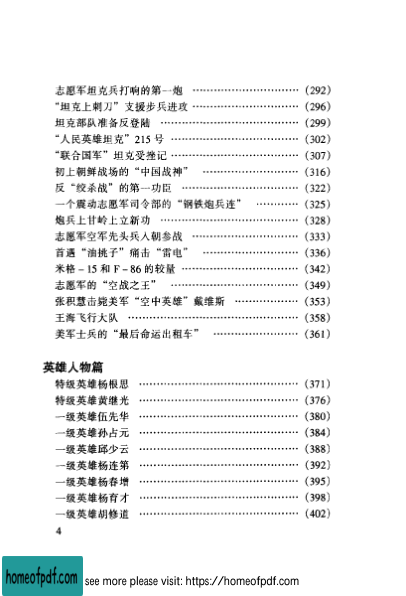 志愿军坦克兵打响的第一炮 ………………………… (292)
“坦克上刺刀”支援步兵进攻 ………………………… (296)
坦克部队准备反登陆 ………………………………… (299)
“人民英雄坦克”215号 ……………………………… (302)
“联合国军”坦克受挫记 ……………………………… (307)
初上朝鲜战场的“中国战神” ………………………… (316)
反“绞杀战”的第一功臣 ……………………………… (322)
一个震动志愿军司令部的“钢铁炮兵连” …………… (325)
炮兵上甘岭上立新功 ………………………………… (328)
志愿军空军先头兵入朝参战 ………………………… (333)
首遇“油挑子”痛击“雷电” …………………………… (336)
米格－15和F－86的较量 …………………………… (342)
志愿军的“空战之王” ………………………………… (349)
张积慧击毙美军“空中英雄”戴维斯 ………………… (353)
王海飞行大队 ………………………………………… (358)
美军士兵的“最后命运出租车” ……………………… (361)
英雄人物篇
特级英雄杨根思 ……………………………………… (371)
特级英雄黄继光 ……………………………………… (376)
一级英雄伍先华 ……………………………………… (380)
一级英雄孙占元 ……………………………………… (384)
一级英雄邱少云 ……………………………………… (388)
一级英雄杨连第 ……………………………………… (392)
一级英雄杨春增 ……………………………………… (395)
一级英雄杨育才 ……………………………………… (398)
一级英雄胡修道 ……………………………………… (402)
4
homeofpdf.com see more please visit: https://homeofpdf.com